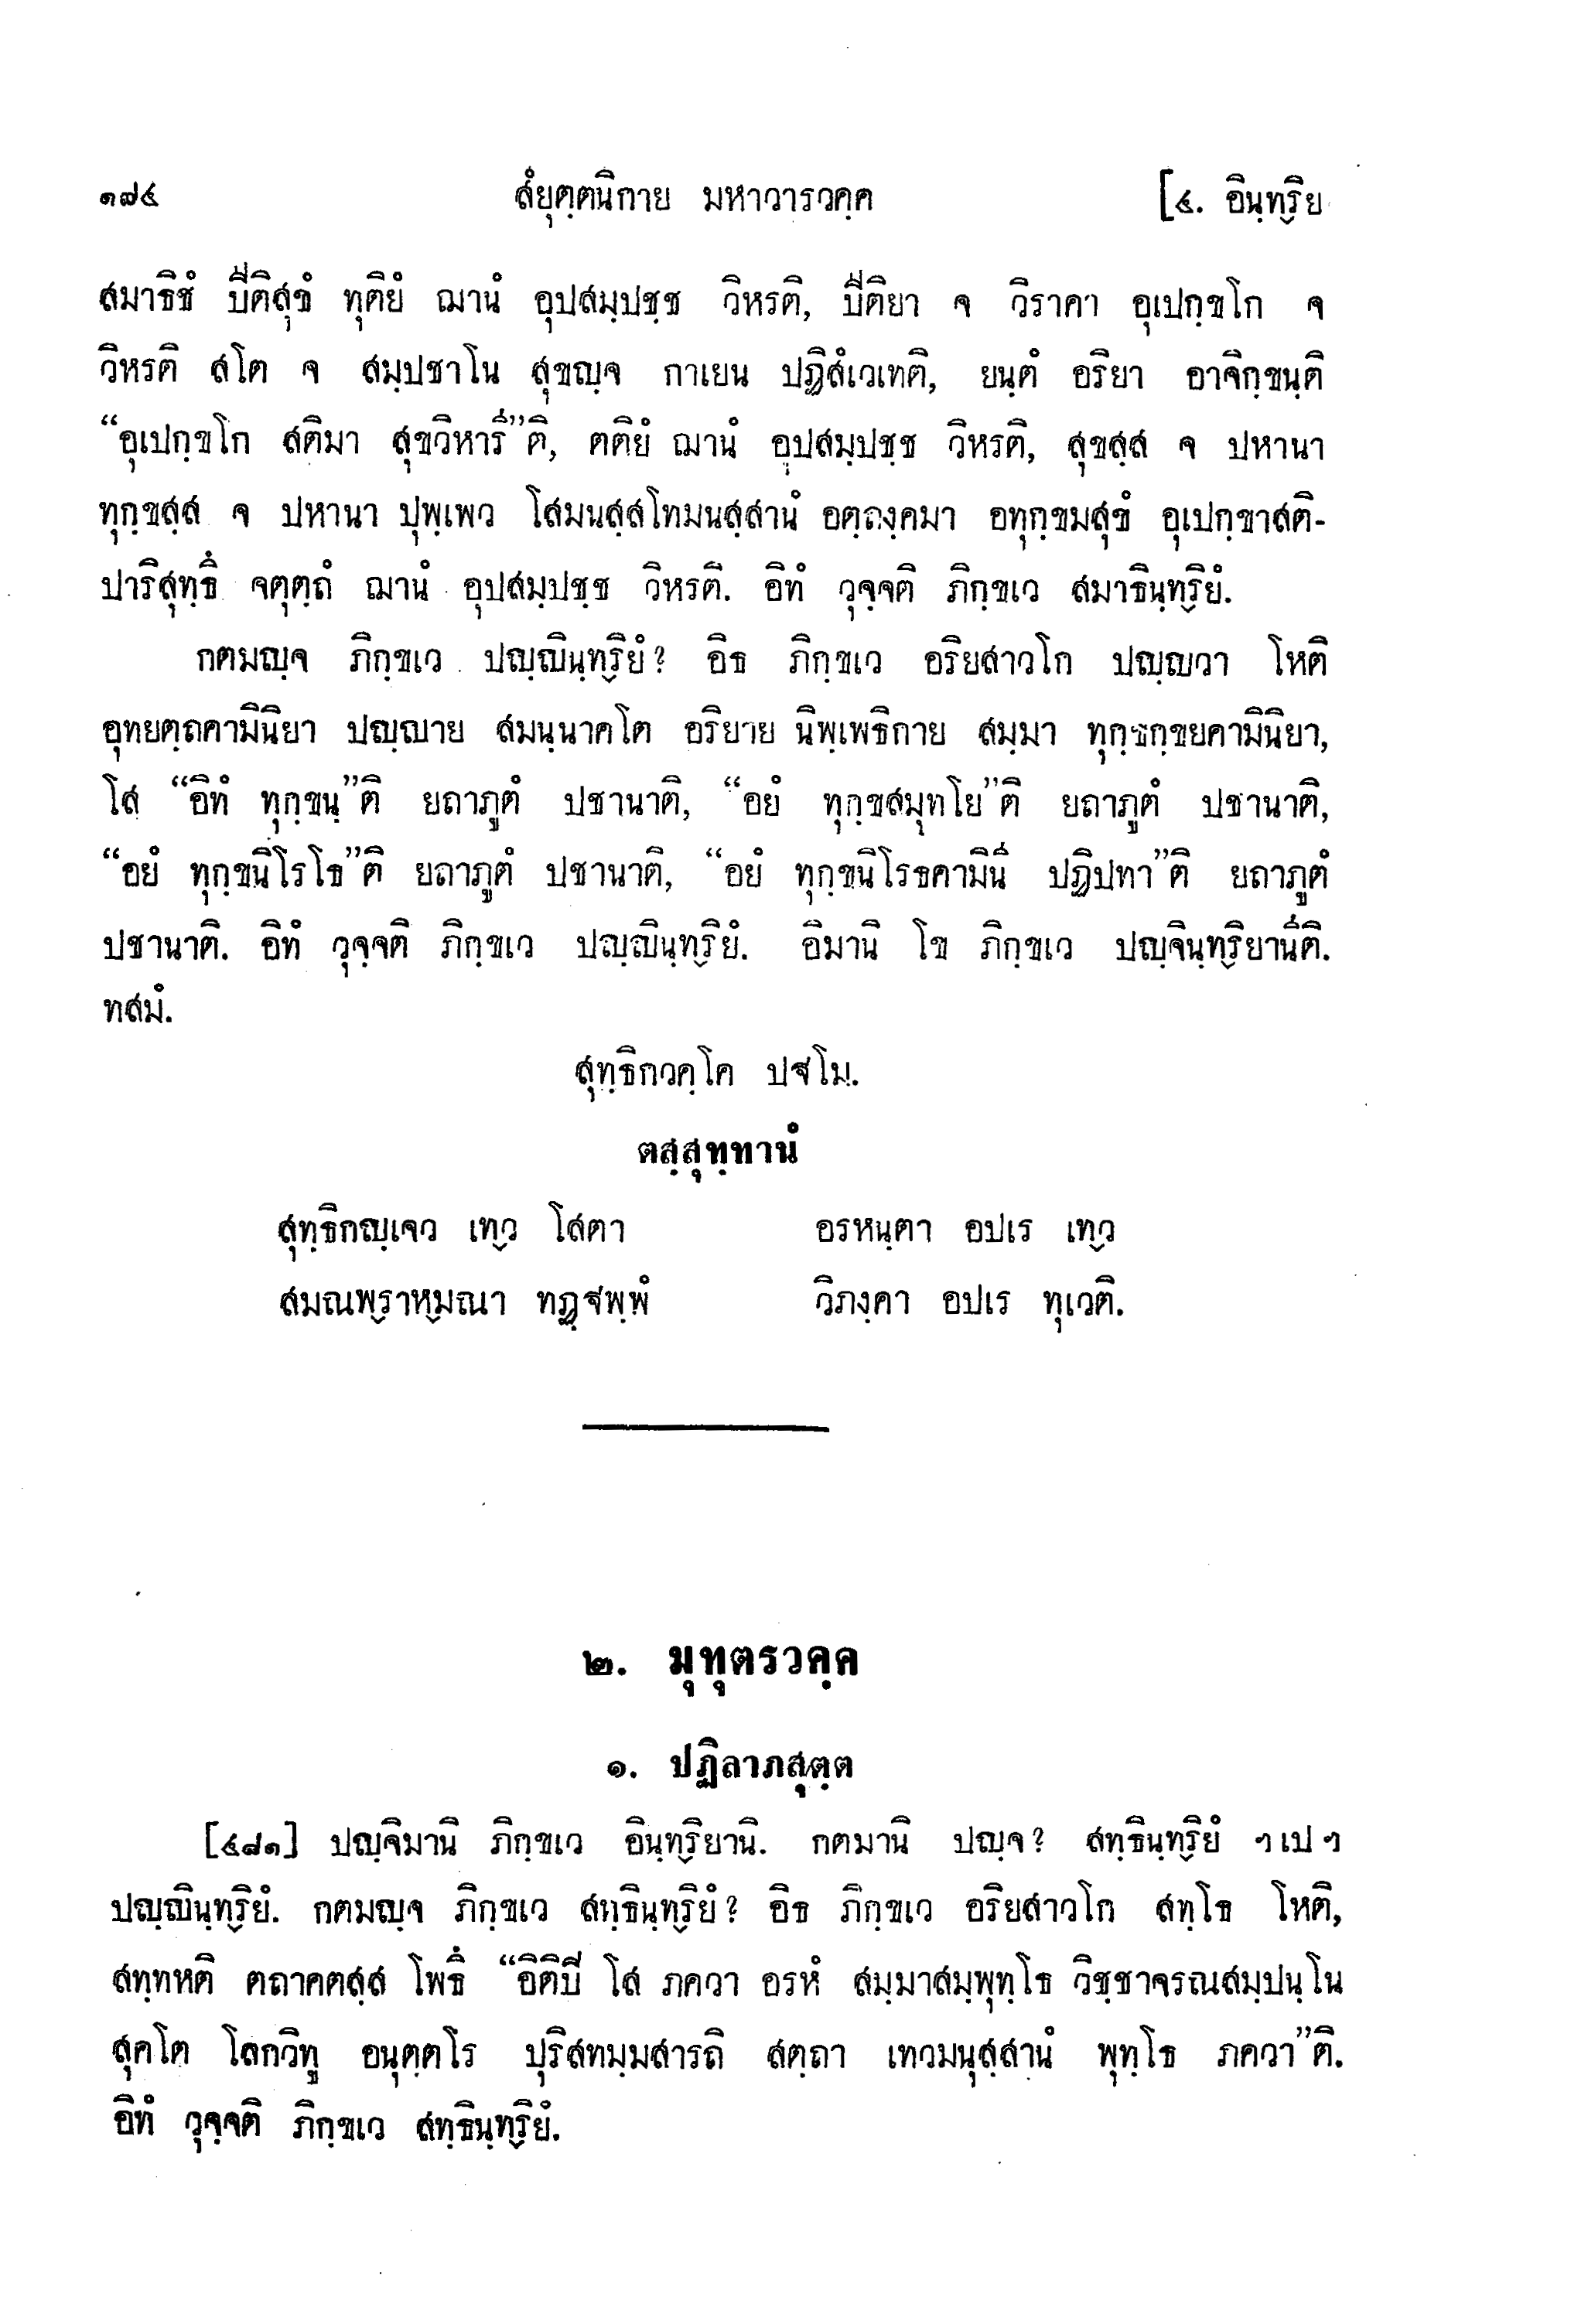 ๑๗๔ สํยุตฺตนิกาย มหาวารวคฺค [๔. อินฺทฺริย
สมาธิชํ ปีติสุขํ ทุติยํ ฌานํ อุปสมฺปชฺช วิหรติ, ปีติยา จ วิราคา อุเปกฺขโก จ
วิหรติ สโต จ สมฺปชาโน สุขญฺจ กาเยน ปฏิสํเวเทติ, ยนฺตํ อริยา อาจิกฺขนฺติ
“อุเปกฺขโก สติมา สุขวิหารี”ติ, ตติยํ ฌานํ อุปสมฺปชฺช วิหรติ, สุขสฺส จ ปหานา
ทุกฺขสฺส จ ปหานา ปุพฺเพว โสมนสฺสโทมนสฺสานํ อตฺถงฺคมา อทุกฺขมสุขํ อุเปกฺขาสติ-
ปาริสุทฺธึ จตุตฺถํ ฌานํ อุปสมฺปชฺช วิหรติ. อิทํ วุจฺจติ ภิกฺขเว สมาธินฺทฺริยํ.
กตมญฺจ ภิกฺขเว ปญฺญินฺทฺริยํ? อิธ ภิกฺขเว อริยสาวโก ปญฺญวา โหติ
อุทยตฺถคามินิยา ปญฺญาย สมนฺนาคโต อริยาย นิพฺเพธิกาย สมฺมา ทุกฺขกฺขยคามินิยา,
โส “อิทํ ทุกฺขนฺ”ติ ยถาภูตํ ปชานาติ, “อยํ ทุกฺขสมุทโย”ติ ยถาภูตํ ปชานาติ,
“อยํ ทุกฺขนิโรโธ”ติ ยถาภูตํ ปชานาติ, “อยํ ทุกฺขนิโรธคามินี ปฏิปทา”ติ ยถาภูตํ
ปชานาติ. อิทํ วุจฺจติ ภิกฺขเว ปญฺญินฺทฺริยํ. อิมานิ โข ภิกฺขเว ปญฺจินฺทฺริยานีติ.
ทสมํ.
สุทฺธิกวคฺโค ปฐโม.
ตสฺสุทฺทานํ
สุทฺธิกญฺเจว เทฺว โสตา อรหนฺตา อปเร เทฺว
สมณพฺราหฺมณา ทฏฺฐพฺพํ วิภงฺคา อปเร ทุเวติ.
๒. มุทุตรวคฺค
๑. ปฏิลาภสุตฺต
[๔๘๑] ปญฺจิมานิ ภิกฺขเว อินฺทฺริยานิ. กตมานิ ปญฺจ? สทฺธินฺทฺริยํ ฯเปฯ
ปญฺญินฺทฺริยํ. กตมญฺจ ภิกฺขเว สทฺธินฺทฺริยํ? อิธ ภิกฺขเว อริยสาวโก สทฺโธ โหติ,
สทฺทหติ ตถาคตสฺส โพธึ “อิติปี โส ภควา อรหํ สมฺมาสมฺพุทฺโธ วิชฺชาจรณสมฺปนฺโน
สุคโต โลกวิทู อนุตฺตโร ปุริสทมฺมสารถิ สตฺถา เทวมนุสฺสานํ พุทฺโธ ภควา”ติ.
อิทํ วุจฺจติ ภิกฺขเว สทฺธินฺทฺริยํ.